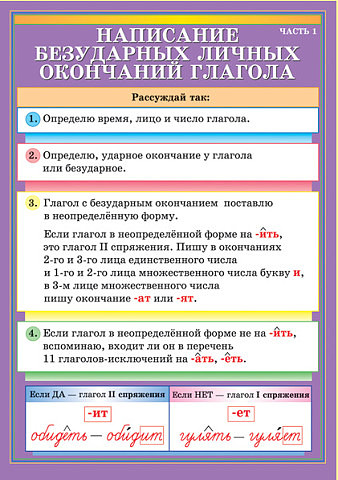 ЧАСТЬ 1
НАПИСАНИЕ
БЕЗУДАРНЫХ ЛИЧНЫХ
ОКОНЧАНИЙ ГЛАГОЛА
Рассуждай так:
1. Определю время, лицо и число глагола.
2. Определю, ударное окончание у глагола
или безударное.
3. Глагол с безударным окончанием поставлю
в неопределённую форму.
Если глагол в неопределённой форме на -ить,
это глагол II спряжения. Пишу в окончаниях
2-го и 3-го лица единственного числа
и 1-го и 2-го лица множественного числа букву и,
в 3-м лице множественного числа
пишу окончание -ат или -ят.
4. Если глагол в неопределённой форме не на -ить,
вспоминаю, входит ли он в перечень
11 глаголов-исключений на -ать, -еть.
Если ДА — глагол II спряжения
-ит
обидеть — обидит
Если НЕТ — глагол I спряжения
-ет
гулять — гуляет